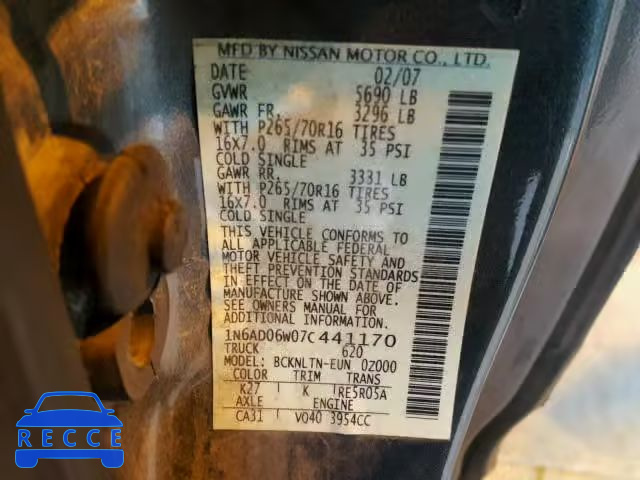 MFD BY NISSAN MOTOR CO., LTD.
DATE 02/07
GVWR 5690 LB
GAWR FR. 3296 LB
WITH P265/70R16 TIRES
16X7.0 RIMS AT 35 PSI
COLD SINGLE
GAWR RR. 3331 LB
WITH P265/70R16 TIRES
16X7.0 RIMS AT 35 PSI
COLD SINGLE
THIS VEHICLE CONFORMS TO
ALL APPLICABLE FEDERAL
MOTOR VEHICLE SAFETY AND
THEFT PREVENTION STANDARDS
IN EFFECT ON THE DATE OF
MANUFACTURE SHOWN ABOVE.
SEE OWNERS MANUAL FOR
ADDITIONAL INFORMATION.
1N6AD06W07C441170
TRUCK 620
MODEL: BCKNLTN-EUN 0Z000
COLOR TRIM TRANS
K27 K RE5R05A
AXLE ENGINE
CA31 VQ40 3954CC
RECCE